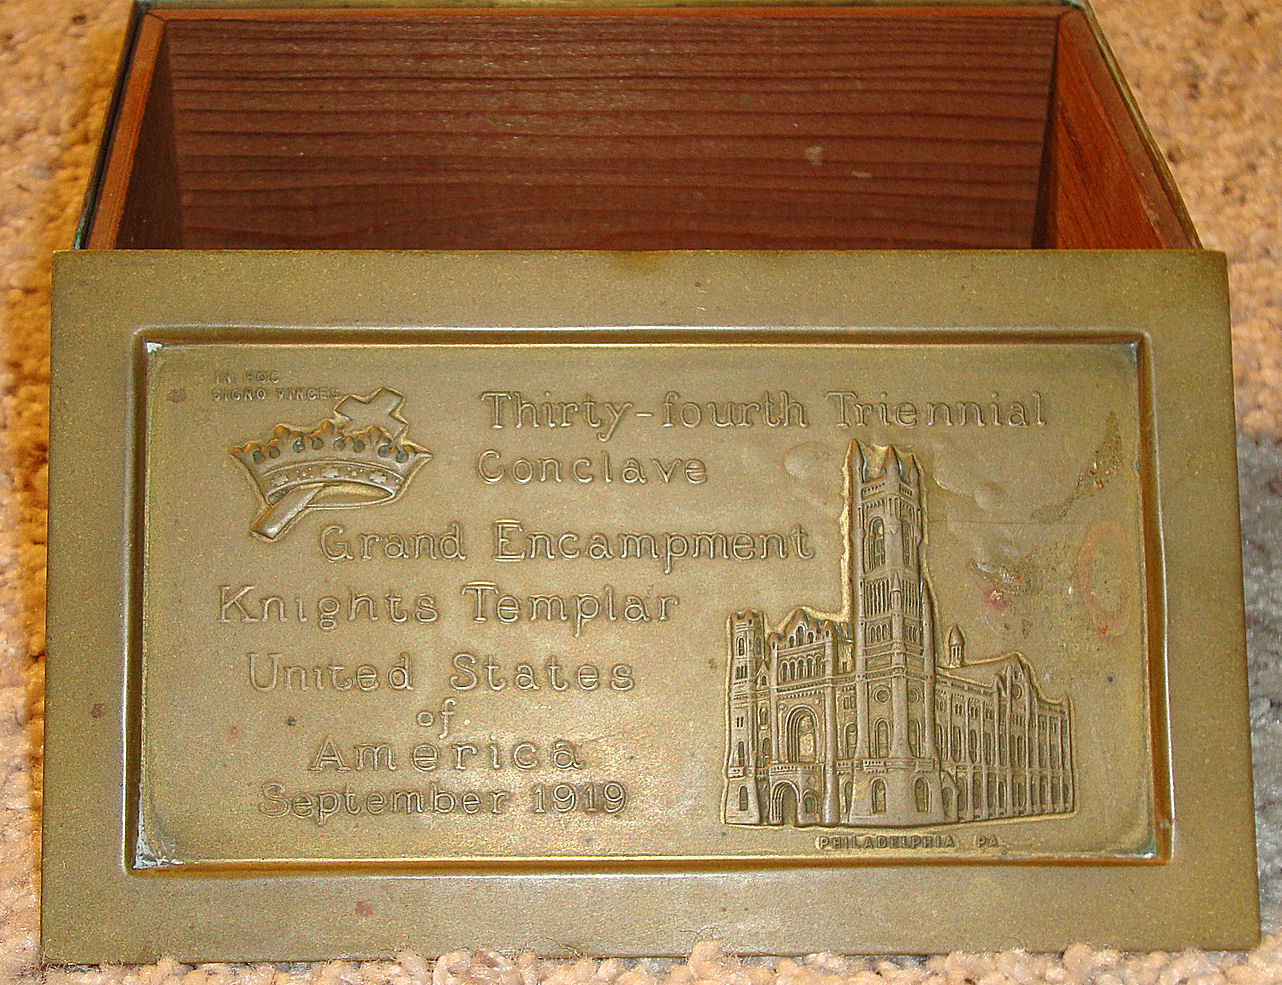 IN HOC
SIGNO VINCES
Thirty-fourth Triennial
Conclave
Grand Encampment
Knights Templar
United States
of
America
September 1919
PHILADELPHIA PA.